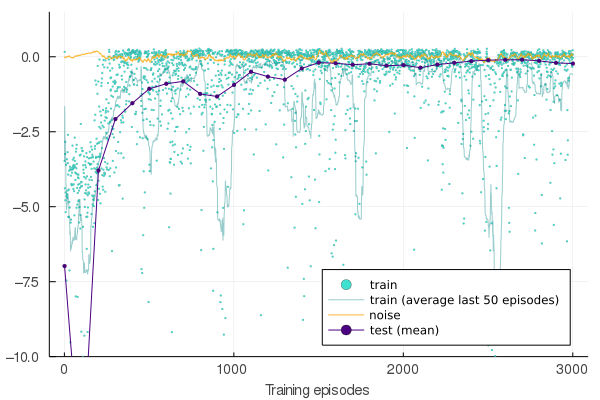 0.0
−2.5
−5.0
−7.5
−10.0
0
1000
2000
3000
Training episodes
train
train (average last 50 episodes)
noise
test (mean)